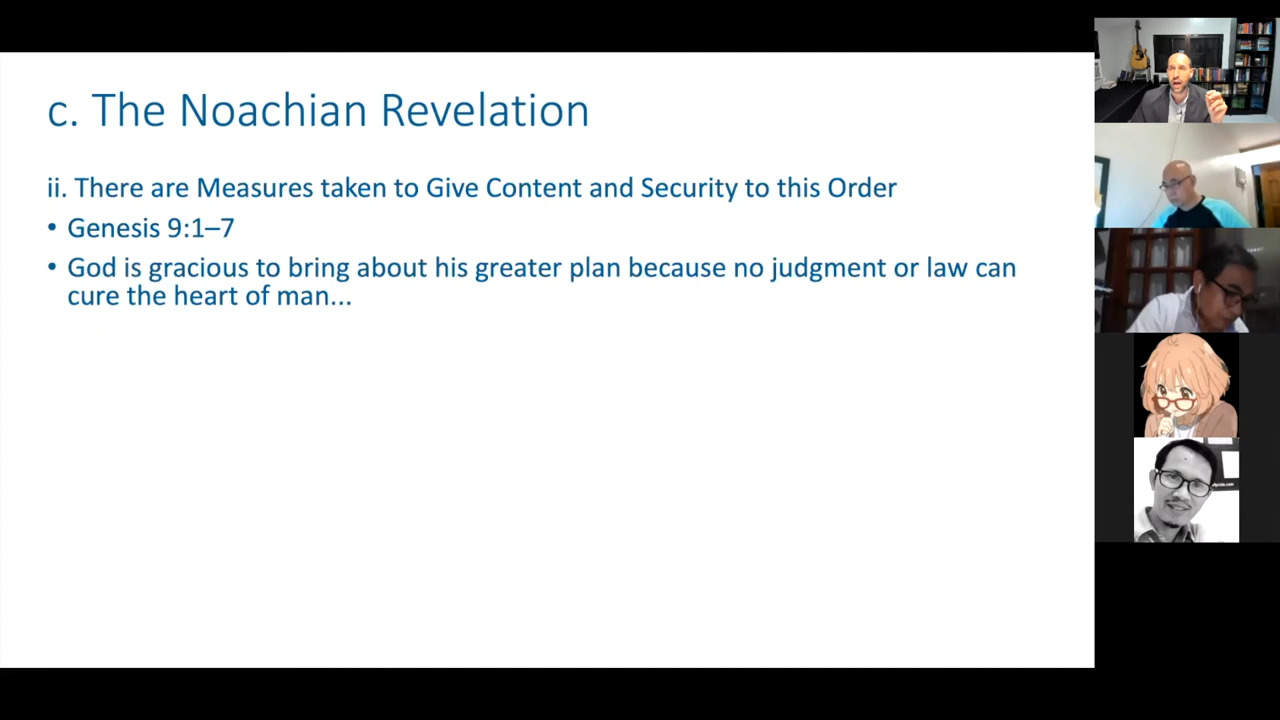 c. The Noachian Revelation
ii. There are Measures taken to Give Content and Security to this Order
• Genesis 9:1–7
• God is gracious to bring about his greater plan because no judgment or law can
cure the heart of man...